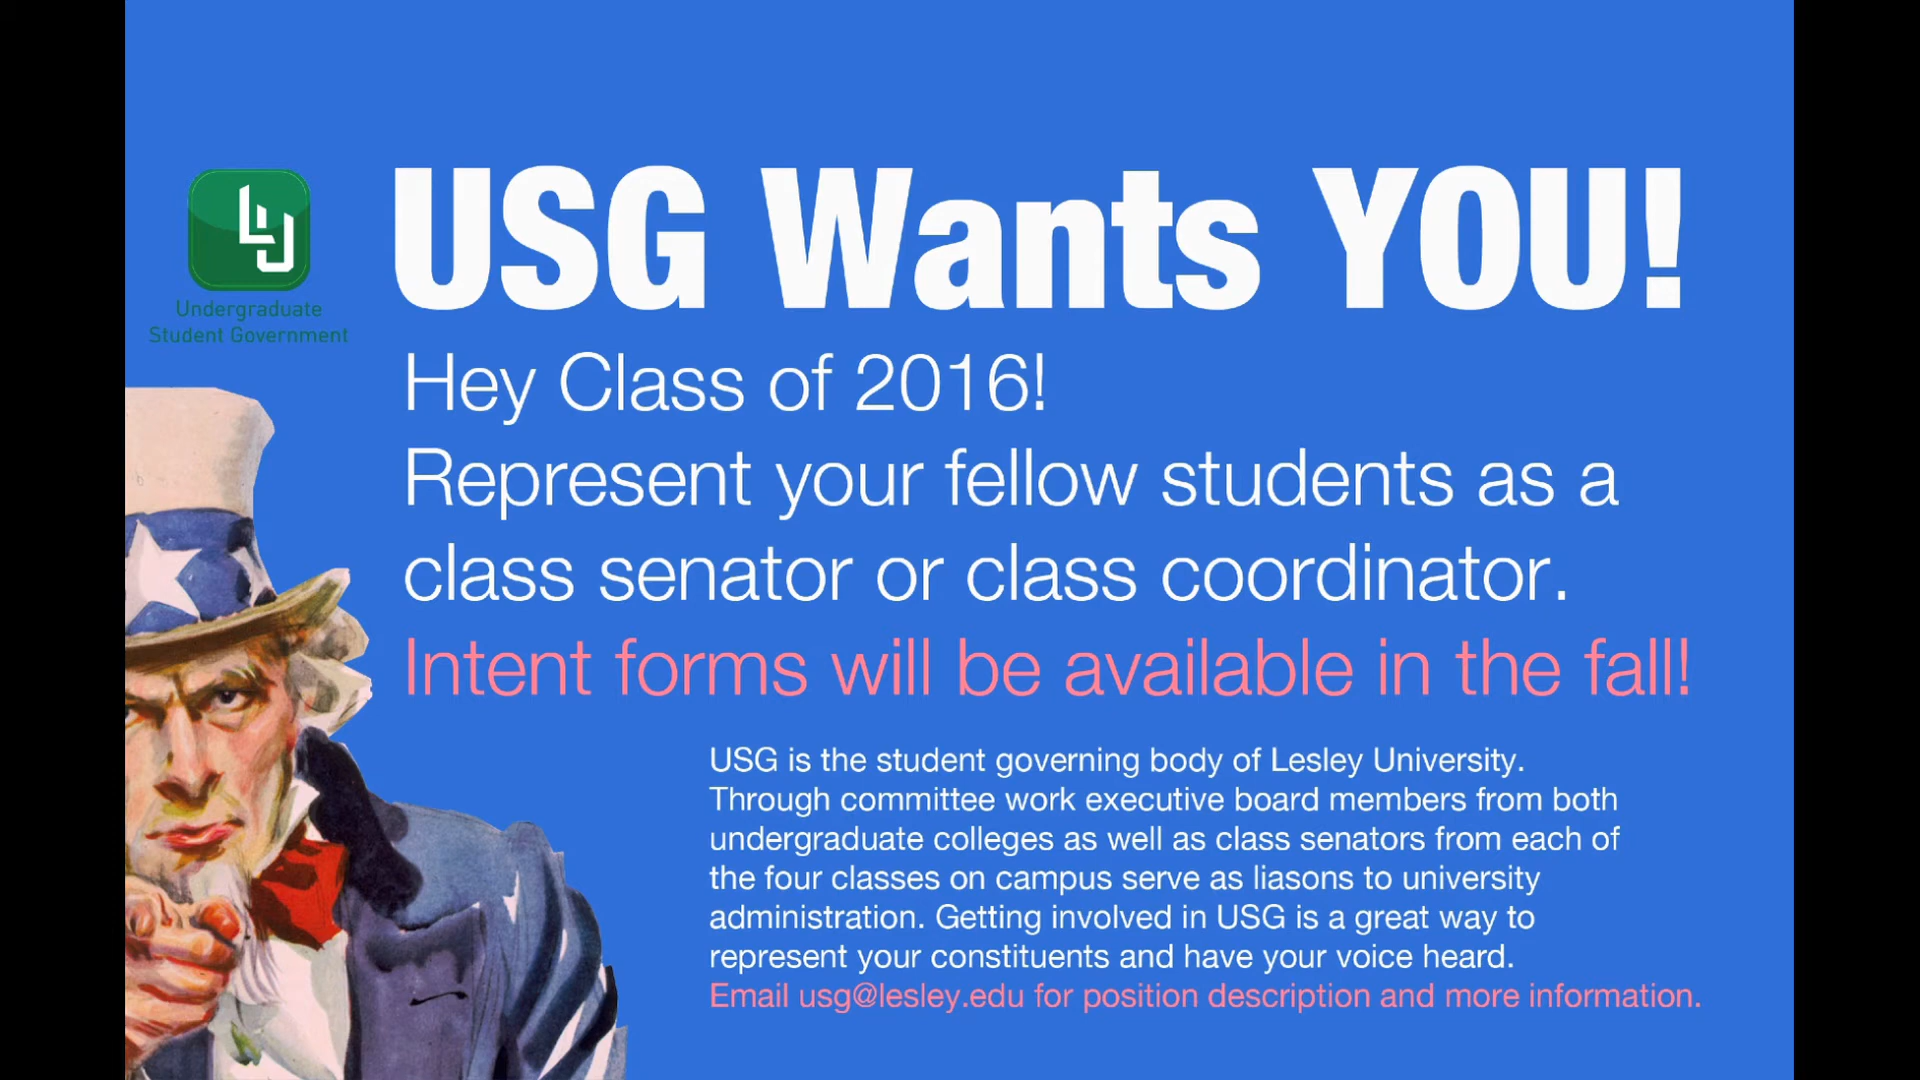 LU
Undergraduate
Student Government
USG Wants YOU!
Hey Class of 2016!
Represent your fellow students as a
class senator or class coordinator.
Intent forms will be available in the fall!
USG is the student governing body of Lesley University.
Through committee work executive board members from both
undergraduate colleges as well as class senators from each of
the four classes on campus serve as liasons to university
administration. Getting involved in USG is a great way to
represent your constituents and have your voice heard.
Email usg@lesley.edu for position description and more information.